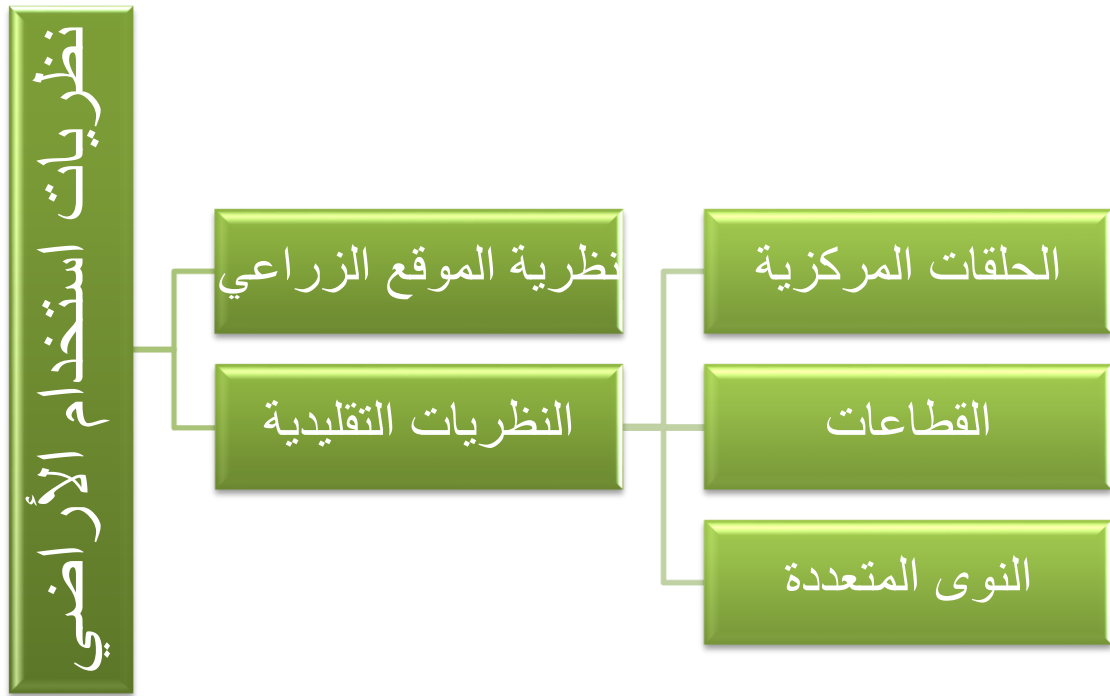 نظريات استخدام الأراضي
نظرية الموقع الزراعي
النظريات التقليدية
الحلقات المركزية
القطاعات
النوى المتعددة